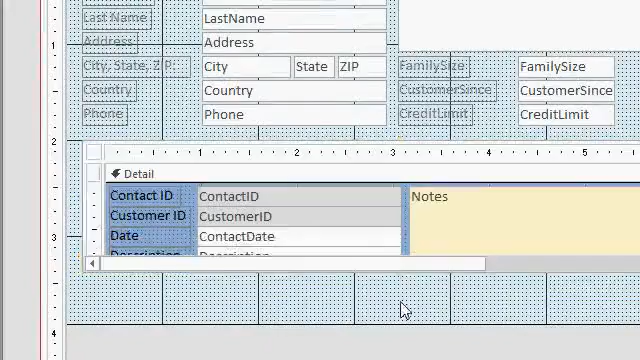 Last Name LastName
1
Address Address
City, State, ZIP: City State ZIP FamilySize FamilySize
Country Country CustomerSince CustomerSince
Phone Phone CreditLimit CreditLimit
2
1 2 3 4 5
Detail
Contact ID ContactID Notes
Customer ID CustomerID
3
Date ContactDate
Description Description
4